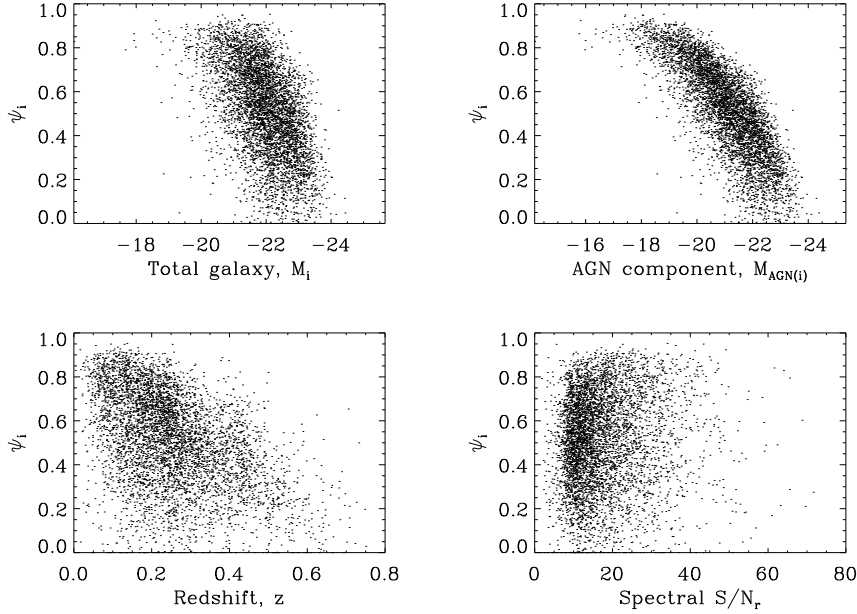 1.0
0.8
0.6
0.4
0.2
0.0
ψi
−18 −20 −22 −24
Total galaxy, Mi
1.0
0.8
0.6
0.4
0.2
0.0
ψi
−16 −18 −20 −22 −24
AGN component, MAGN(i)
1.0
0.8
0.6
0.4
0.2
0.0
ψi
0.0 0.2 0.4 0.6 0.8
Redshift, z
1.0
0.8
0.6
0.4
0.2
0.0
ψi
0 20 40 60 80
Spectral S/Nr